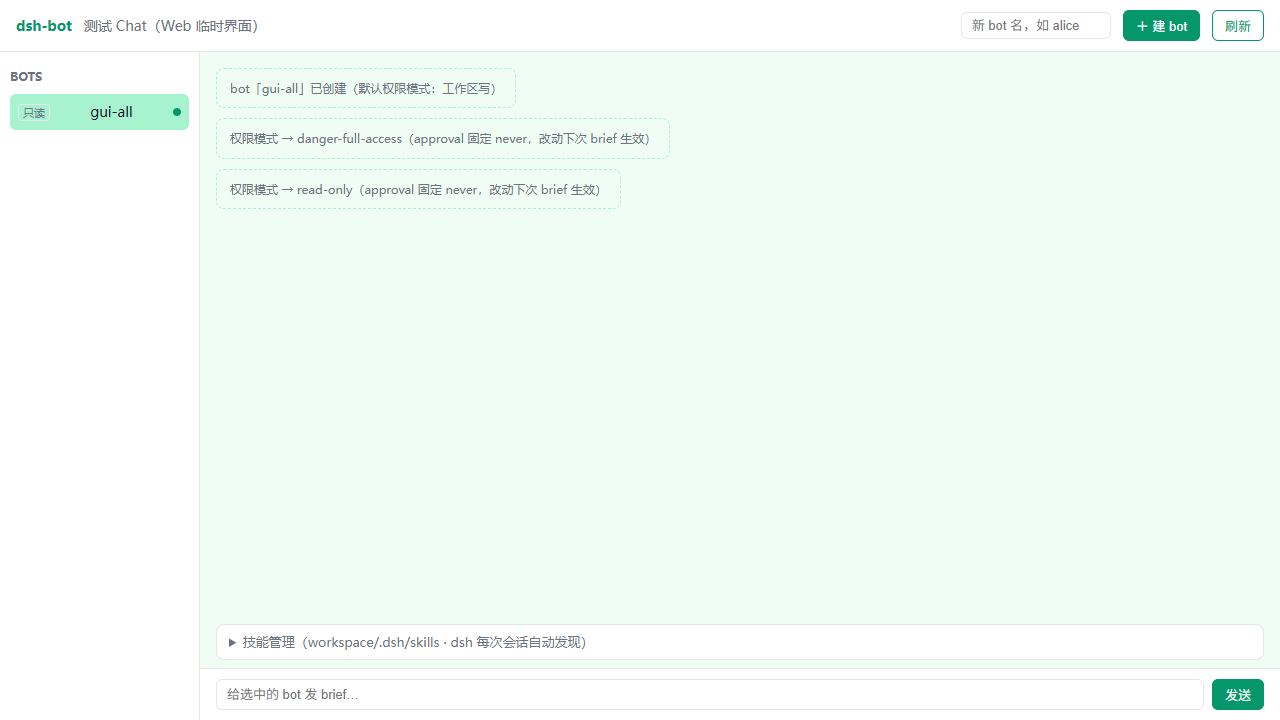 dsh-bot 测试 Chat（Web 临时界面） 新 bot 名，如 alice ＋ 建 bot 刷新
BOTS
只读 gui-all
bot「gui-all」已创建（默认权限模式：工作区写）
权限模式 → danger-full-access（approval 固定 never，改动下次 brief 生效）
权限模式 → read-only（approval 固定 never，改动下次 brief 生效）
▶ 技能管理（workspace/.dsh/skills · dsh 每次会话自动发现）
给选中的 bot 发 brief… 发送